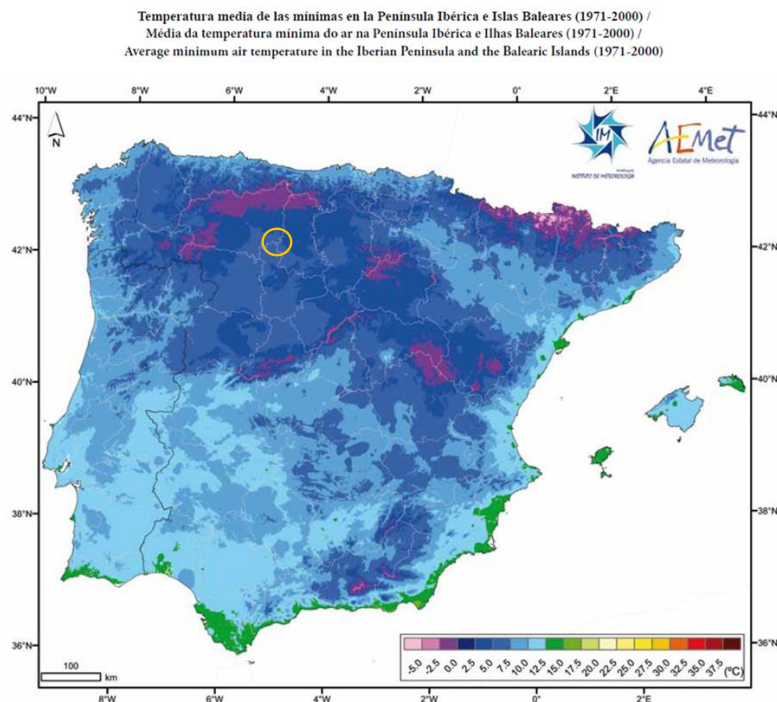 Temperatura media de las mínimas en la Península Ibérica e Islas Baleares (1971-2000) /
Média da temperatura mínima do ar na Península Ibérica e Ilhas Baleares (1971-2000) /
Average minimum air temperature in the Iberian Peninsula and the Balearic Islands (1971-2000)
10°W 8°W 6°W 4°W 2°W 0° 2°E 4°E
44°N 44°N
N
IM AEMet
Agencia Estatal de Meteorología
INSTITUTO DE METEOROLOGIA
42°N 42°N
40°N 40°N
38°N 38°N
36°N 36°N
-5.0 -2.5 0.0 2.5 5.0 7.5 10.0 12.5 15.0 17.5 20.0 22.5 25.0 27.5 30.0 32.5 35.0 37.5 (ºC)
100 km
8°W 6°W 4°W 2°W 0° 2°E